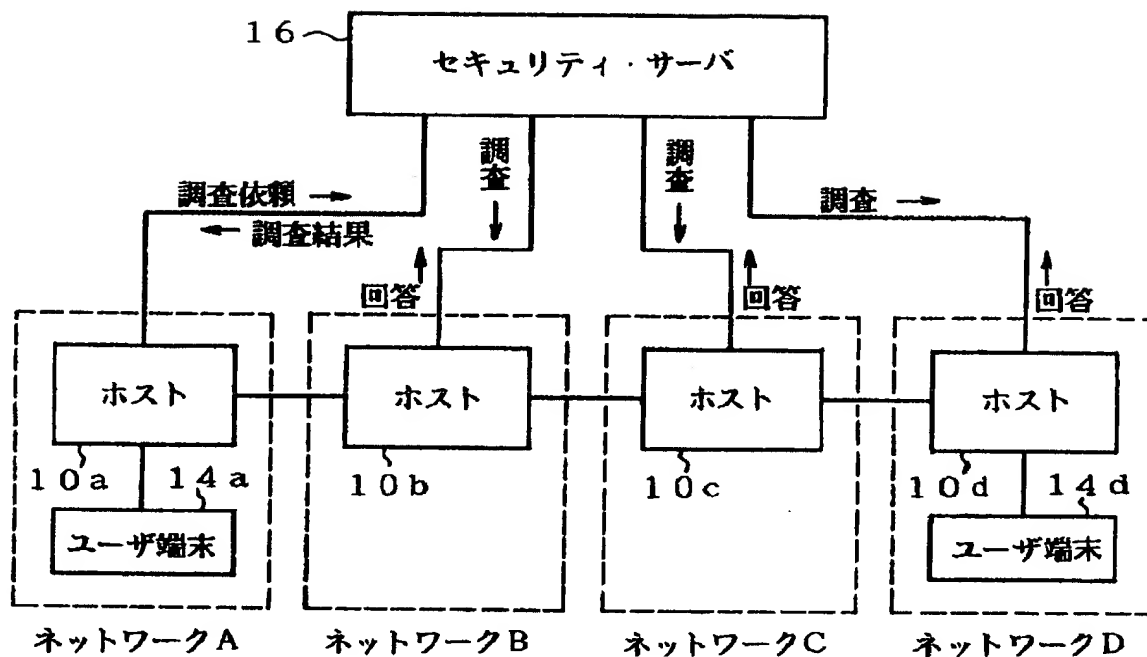 16
セキュリティ・サーバ
調査
調査
調査依頼 →
← 調査結果
調査 →
回答
回答
回答
ホスト
ホスト
ホスト
ホスト
10a
14a
10b
10c
10d
14d
ユーザ端末
ユーザ端末
ネットワークA
ネットワークB
ネットワークC
ネットワークD